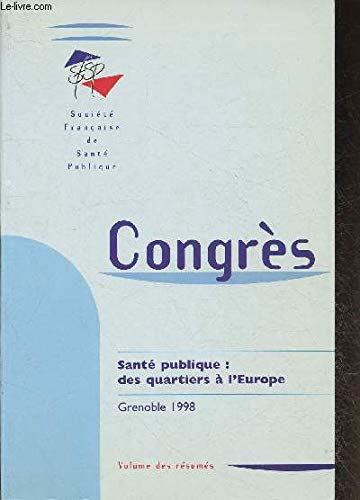 Le-livre.com
SFSP
Société
Française
de
Santé
Publique
Congrès
Santé publique :
des quartiers à l'Europe
Grenoble 1998
Volume des résumés